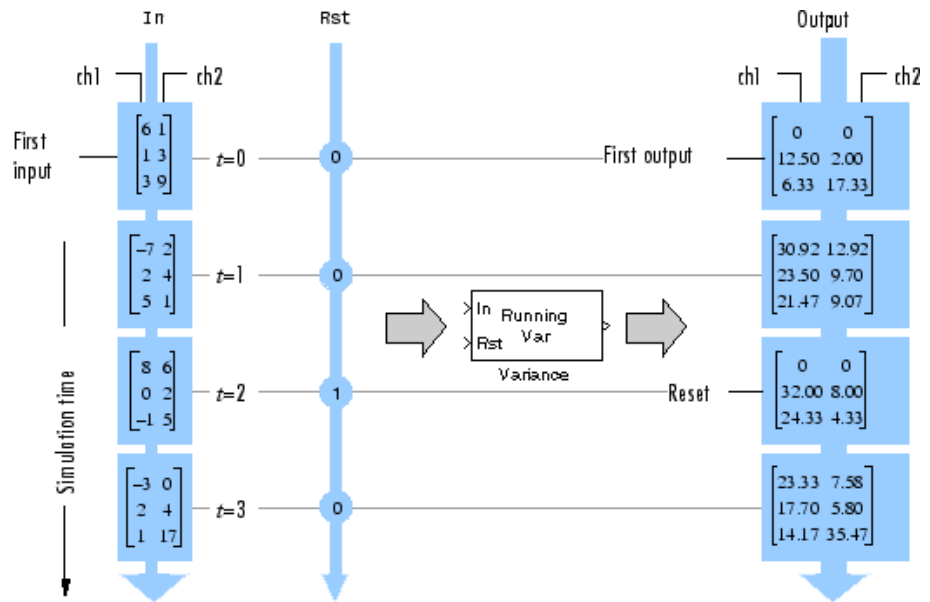 In Rst Output
ch1 ch2 ch1 ch2
First input
6 1
1 3
3 9
t=0
0
First output
0 0
12.50 2.00
6.33 17.33
−7 2
2 4
5 1
t=1
0
30.92 12.92
23.50 9.70
21.47 9.07
In
Rst
Running
Var
Variance
Simulation time
8 6
0 2
−1 5
t=2
1
Reset
0 0
32.00 8.00
24.33 4.33
−3 0
2 4
1 17
t=3
0
23.33 7.58
17.70 5.80
14.17 35.47